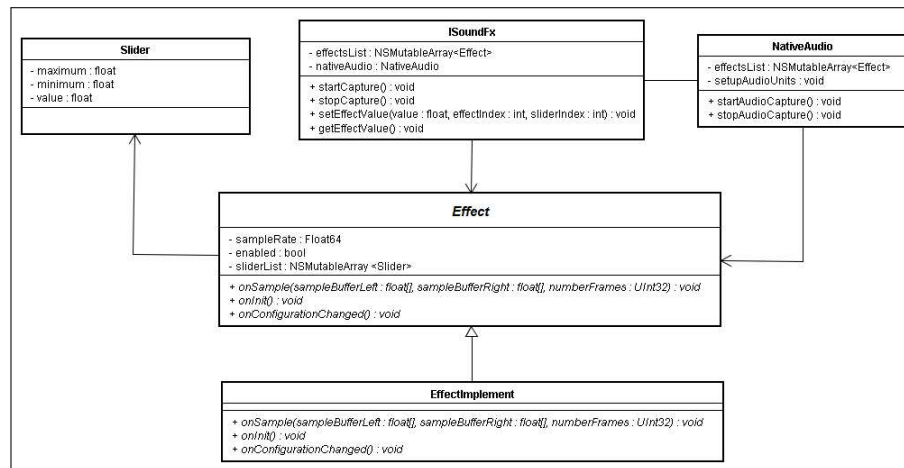 Slider
- maximum : float
- minimum : float
- value : float
ISoundFx
- effectsList : NSMutableArray<Effect>
- nativeAudio : NativeAudio
+ startCapture() : void
+ stopCapture() : void
+ setEffectValue(value : float, effectIndex : int, sliderIndex : int) : void
+ getEffectValue() : void
NativeAudio
- effectsList : NSMutableArray<Effect>
- setupAudioUnits : void
+ startAudioCapture() : void
+ stopAudioCapture() : void
Effect
- sampleRate : Float64
- enabled : bool
- sliderList : NSMutableArray <Slider>
+ onSample(sampleBufferLeft : float[], sampleBufferRight : float[], numberFrames : UInt32) : void
+ onInit() : void
+ onConfigurationChanged() : void
EffectImplement
+ onSample(sampleBufferLeft : float[], sampleBufferRight : float[], numberFrames : UInt32) : void
+ onInit() : void
+ onConfigurationChanged() : void